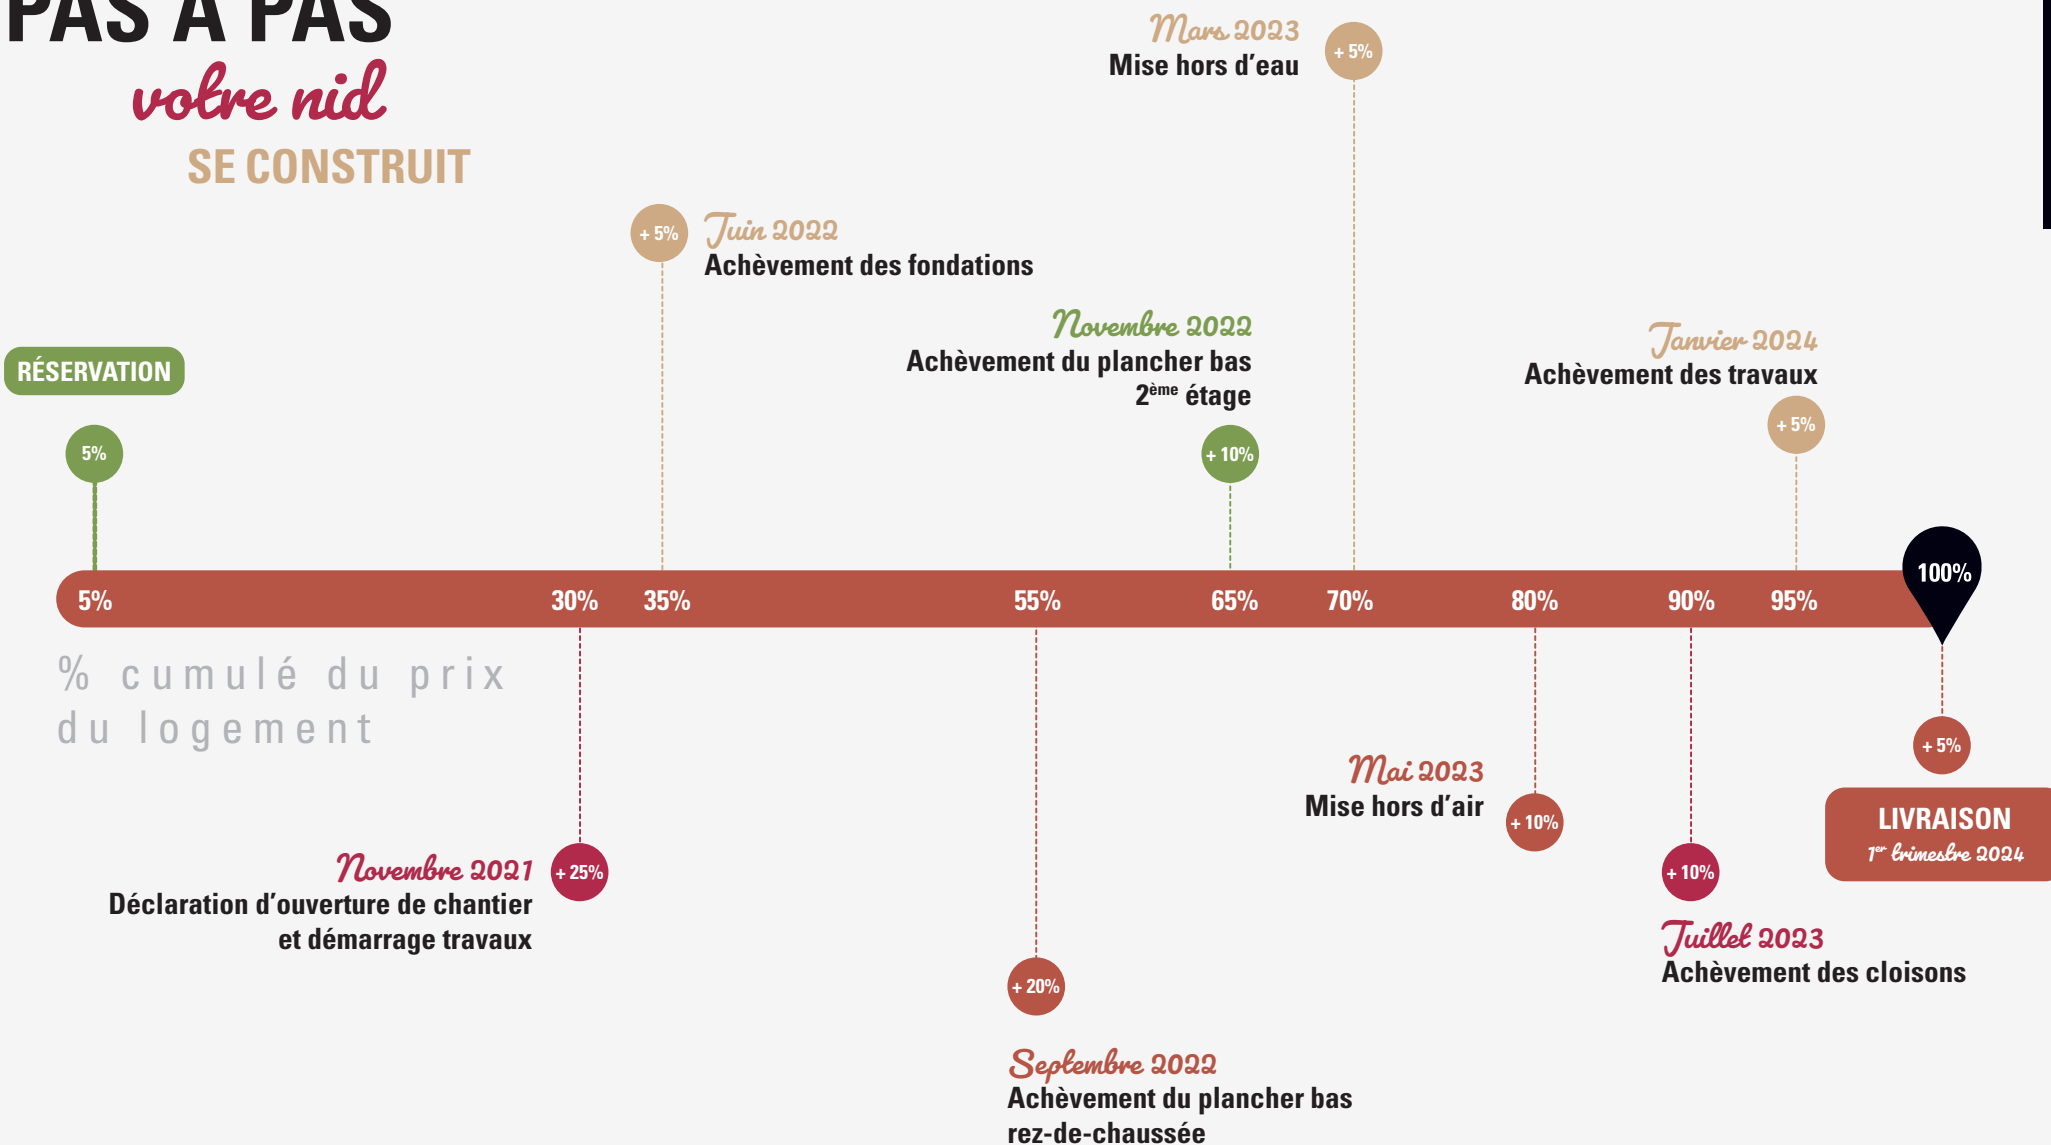 PAS À PAS
votre nid
SE CONSTRUIT
Mars 2023
Mise hors d'eau
+ 5%
+ 5%
Juin 2022
Achèvement des fondations
Novembre 2022
Achèvement du plancher bas
2ème étage
+ 10%
Janvier 2024
Achèvement des travaux
+ 5%
RÉSERVATION
5%
5%
30%
35%
55%
65%
70%
80%
90%
95%
100%
% cumulé du prix
du logement
Novembre 2021
+ 25%
Déclaration d'ouverture de chantier
et démarrage travaux
+ 20%
Septembre 2022
Achèvement du plancher bas
rez-de-chaussée
Mai 2023
Mise hors d'air
+ 10%
+ 10%
Juillet 2023
Achèvement des cloisons
+ 5%
LIVRAISON
1er trimestre 2024